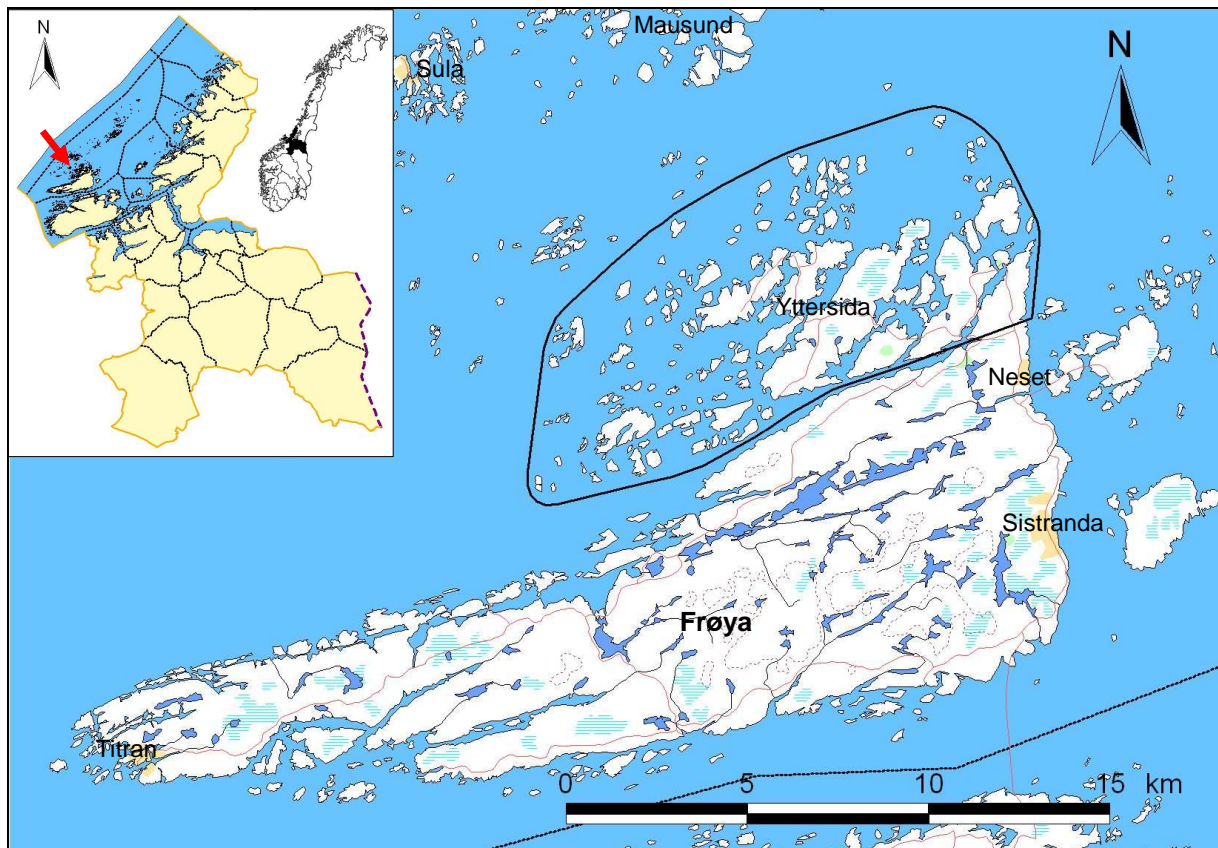 N
Mausund
Sula
N
Yttersida
Neset
Sistranda
Frøya
Titran
0 5 10 15 km